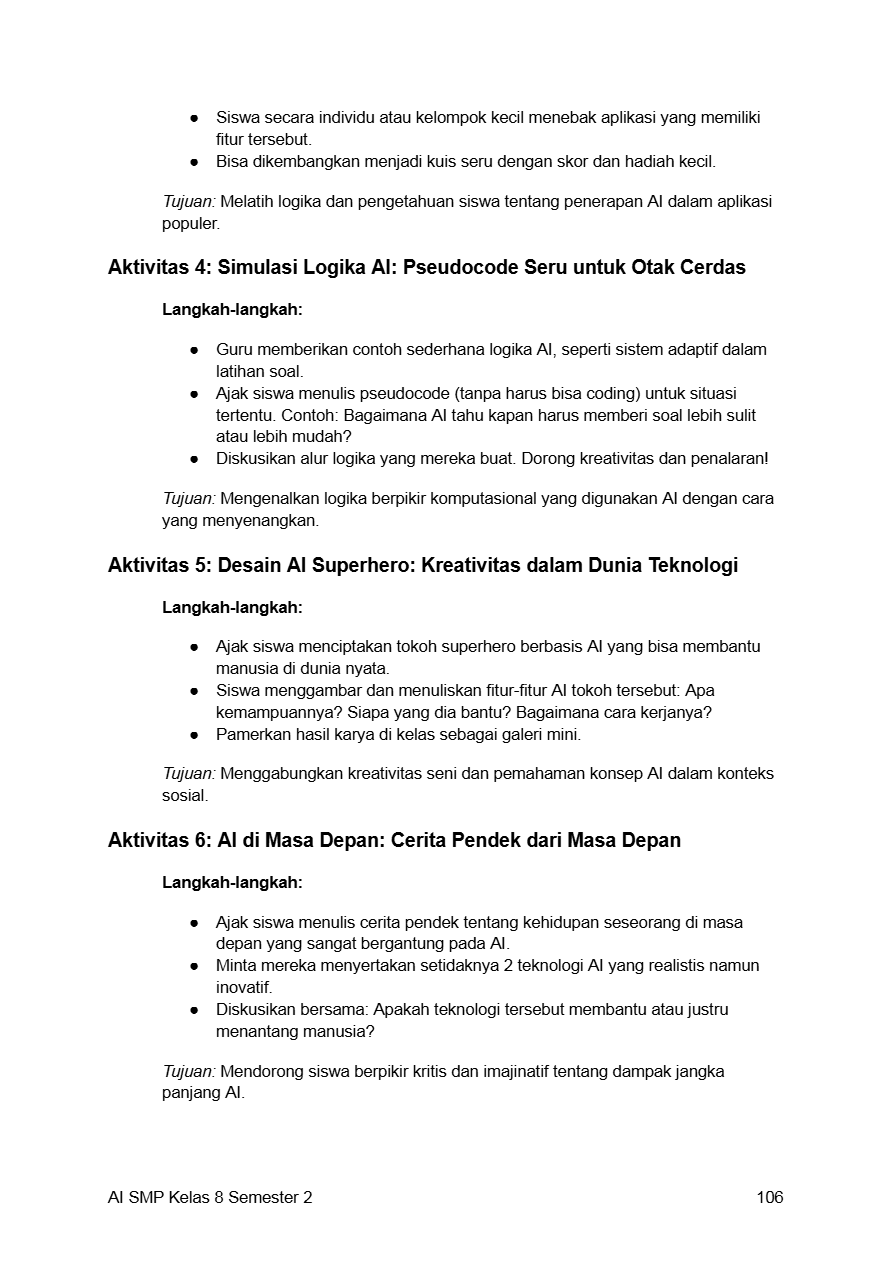 ● Siswa secara individu atau kelompok kecil menebak aplikasi yang memiliki
fitur tersebut.
● Bisa dikembangkan menjadi kuis seru dengan skor dan hadiah kecil.
Tujuan: Melatih logika dan pengetahuan siswa tentang penerapan AI dalam aplikasi
populer.
Aktivitas 4: Simulasi Logika AI: Pseudocode Seru untuk Otak Cerdas
Langkah-langkah:
● Guru memberikan contoh sederhana logika AI, seperti sistem adaptif dalam
latihan soal.
● Ajak siswa menulis pseudocode (tanpa harus bisa coding) untuk situasi
tertentu. Contoh: Bagaimana AI tahu kapan harus memberi soal lebih sulit
atau lebih mudah?
● Diskusikan alur logika yang mereka buat. Dorong kreativitas dan penalaran!
Tujuan: Mengenalkan logika berpikir komputasional yang digunakan AI dengan cara
yang menyenangkan.
Aktivitas 5: Desain AI Superhero: Kreativitas dalam Dunia Teknologi
Langkah-langkah:
● Ajak siswa menciptakan tokoh superhero berbasis AI yang bisa membantu
manusia di dunia nyata.
● Siswa menggambar dan menuliskan fitur-fitur AI tokoh tersebut: Apa
kemampuannya? Siapa yang dia bantu? Bagaimana cara kerjanya?
● Pamerkan hasil karya di kelas sebagai galeri mini.
Tujuan: Menggabungkan kreativitas seni dan pemahaman konsep AI dalam konteks
sosial.
Aktivitas 6: AI di Masa Depan: Cerita Pendek dari Masa Depan
Langkah-langkah:
● Ajak siswa menulis cerita pendek tentang kehidupan seseorang di masa
depan yang sangat bergantung pada AI.
● Minta mereka menyertakan setidaknya 2 teknologi AI yang realistis namun
inovatif.
● Diskusikan bersama: Apakah teknologi tersebut membantu atau justru
menantang manusia?
Tujuan: Mendorong siswa berpikir kritis dan imajinatif tentang dampak jangka
panjang AI.
AI SMP Kelas 8 Semester 2 106